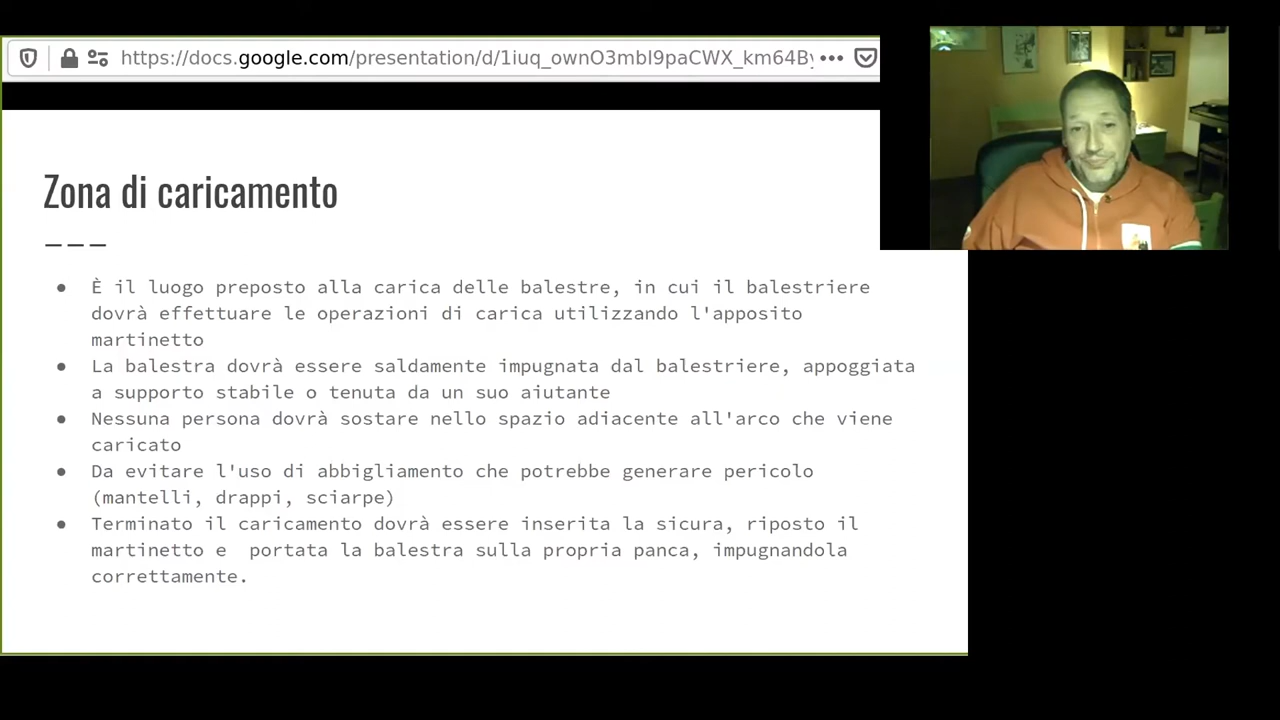 https://docs.google.com/presentation/d/1iuq_ownO3mbl9paCWX_km64By
Zona di caricamento
● È il luogo preposto alla carica delle balestre, in cui il balestriere
dovrà effettuare le operazioni di carica utilizzando l'apposito
martinetto
● La balestra dovrà essere saldamente impugnata dal balestriere, appoggiata
a supporto stabile o tenuta da un suo aiutante
● Nessuna persona dovrà sostare nello spazio adiacente all'arco che viene
caricato
● Da evitare l'uso di abbigliamento che potrebbe generare pericolo
(mantelli, drappi, sciarpe)
● Terminato il caricamento dovrà essere inserita la sicura, riposto il
martinetto e  portata la balestra sulla propria panca, impugnandola
correttamente.